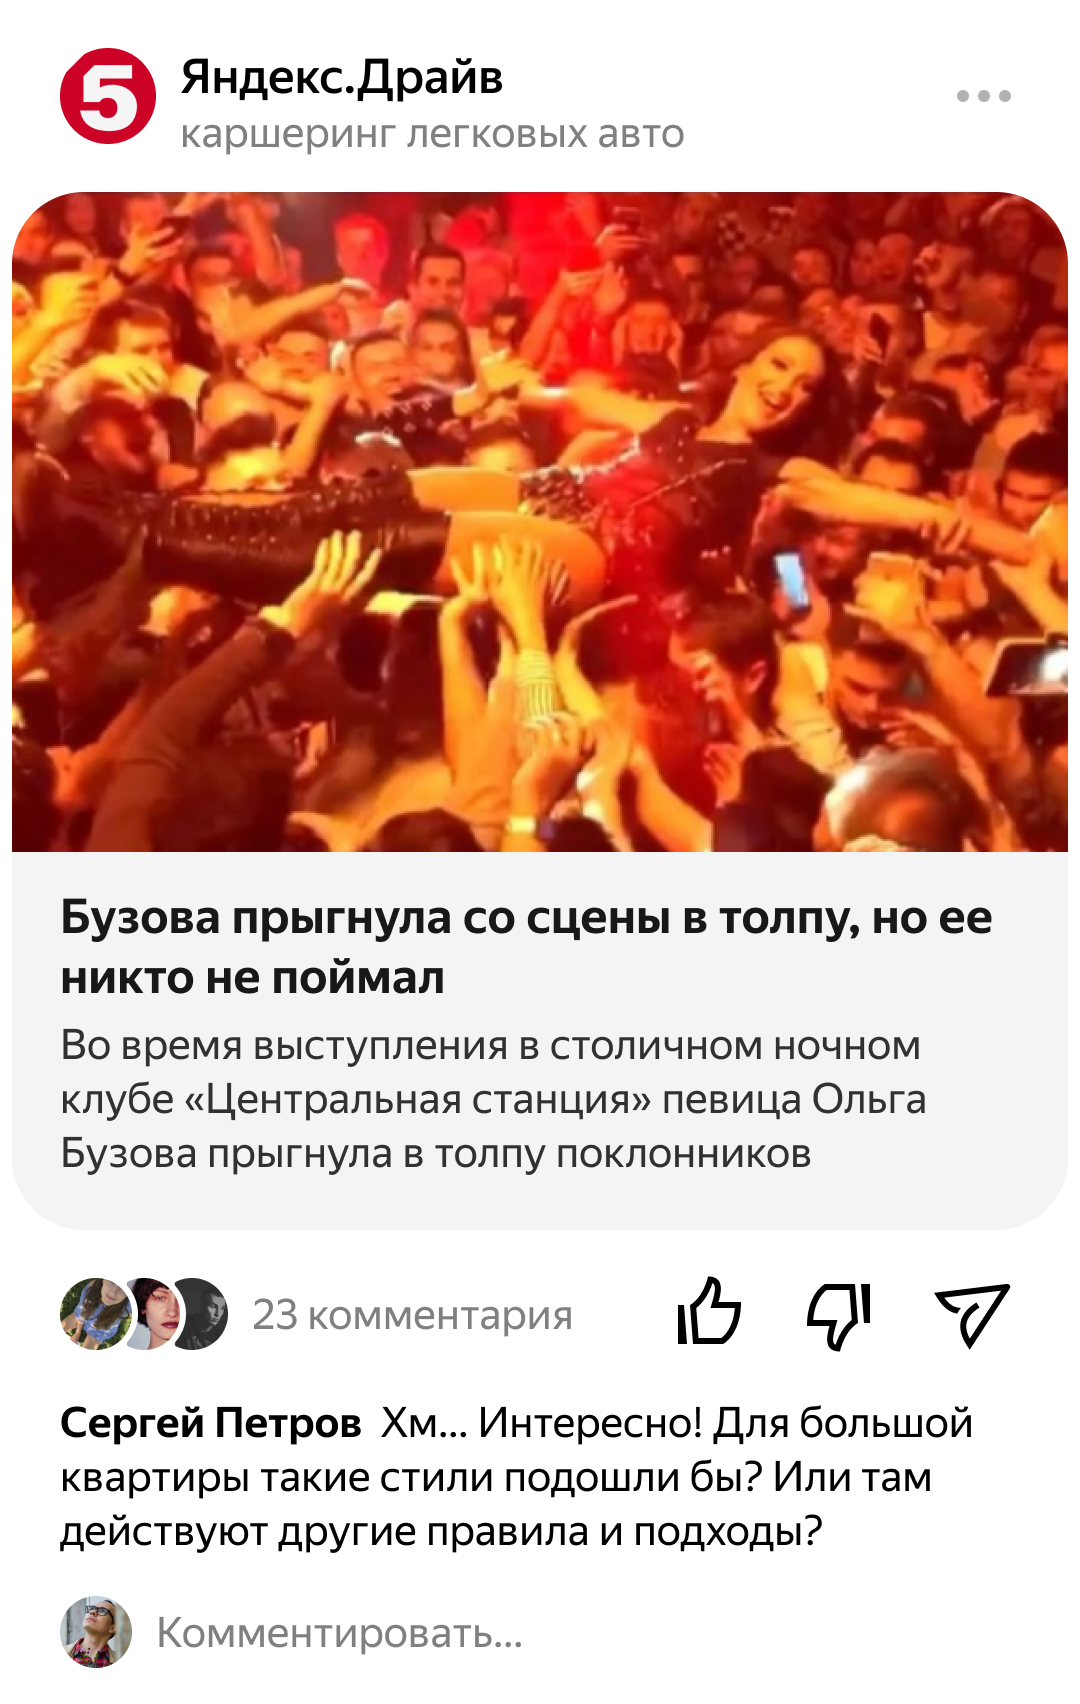 5
Яндекс.Драйв
каршеринг легковых авто
Бузова прыгнула со сцены в толпу, но ее
никто не поймал
Во время выступления в столичном ночном
клубе «Центральная станция» певица Ольга
Бузова прыгнула в толпу поклонников
23 комментария
Сергей Петров Хм... Интересно! Для большой
квартиры такие стили подошли бы? Или там
действуют другие правила и подходы?
Комментировать...